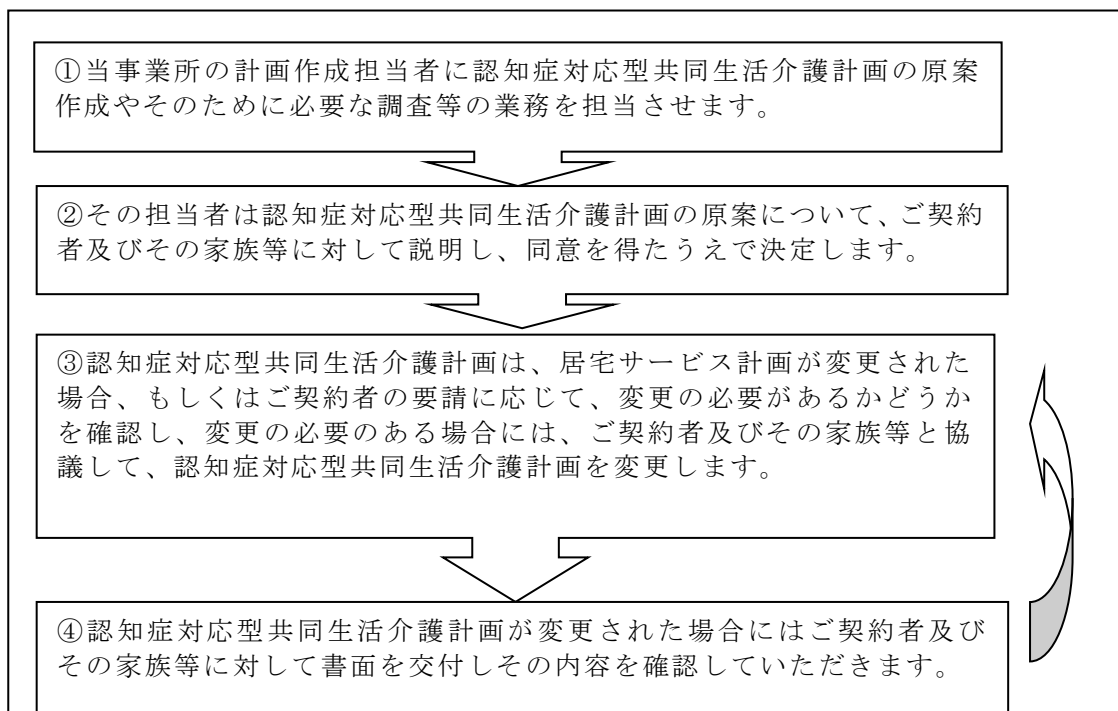 ①当事業所の計画作成担当者に認知症対応型共同生活介護計画の原案
作成やそのために必要な調査等の業務を担当させます。
②その担当者は認知症対応型共同生活介護計画の原案について、ご契約
者及びその家族等に対して説明し、同意を得たうえで決定します。
③認知症対応型共同生活介護計画は、居宅サービス計画が変更された
場合、もしくはご契約者の要請に応じて、変更の必要があるかどうか
を確認し、変更の必要のある場合には、ご契約者及びその家族等と協
議して、認知症対応型共同生活介護計画を変更します。
④認知症対応型共同生活介護計画が変更された場合にはご契約者及び
その家族等に対して書面を交付しその内容を確認していただきます。